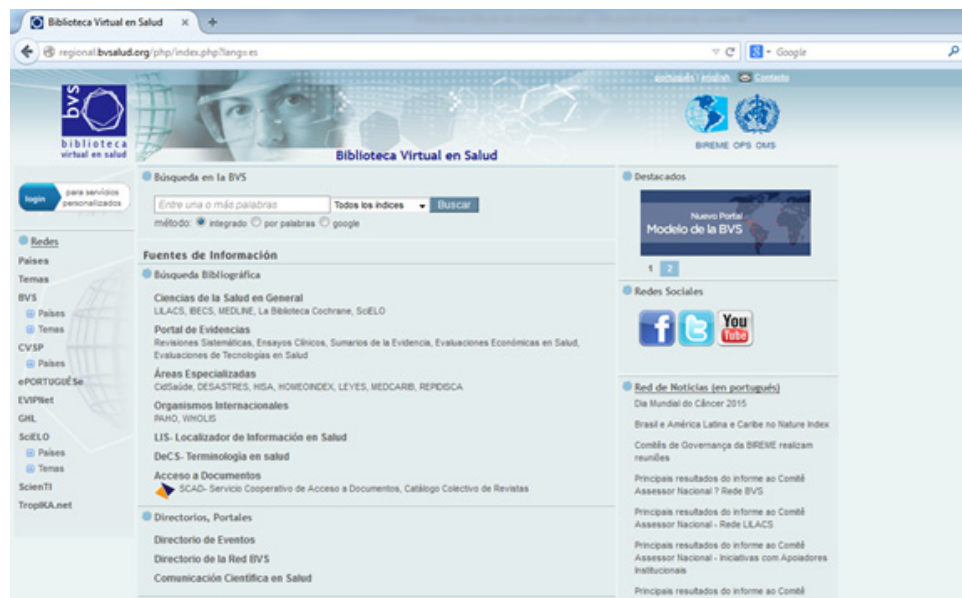 Biblioteca Virtual en Salud
regional.bvsalud.org/php/index.php?lang=es
Google
português | english Contacto
bvs
biblioteca
virtual en salud
Biblioteca Virtual en Salud
BIREME OPS OMS
login
para servicios
personalizados
Redes
Países
Temas
BVS
Países
Temas
CVSP
Países
ePORTUGUÊSe
EVIPNet
GHL
SciELO
Países
Temas
ScienTI
TropIKA.net
Búsqueda en la BVS
Entre una o más palabras
Todos los índices
Buscar
método: integrado por palabras google
Fuentes de Información
Búsqueda Bibliográfica
Ciencias de la Salud en General
LILACS, IBECS, MEDLINE, La Biblioteca Cochrane, SciELO
Portal de Evidencias
Revisiones Sistemáticas, Ensayos Clínicos, Sumarios de la Evidencia, Evaluaciones Económicas en Salud,
Evaluaciones de Tecnologías en Salud
Áreas Especializadas
CidSaúde, DESASTRES, HISA, HOMEOINDEX, LEYES, MEDCARIB, REPIDISCA
Organismos Internacionales
PAHO, WHOLIS
LIS- Localizador de Información en Salud
DeCS- Terminología en salud
Acceso a Documentos
SCAD- Servicio Cooperativo de Acceso a Documentos, Catálogo Colectivo de Revistas
Directorios, Portales
Directorio de Eventos
Directorio de la Red BVS
Comunicación Científica en Salud
Destacados
Nuevo Portal
Modelo de la BVS
1 2
Redes Sociales
You
Tube
Red de Noticias (en portugués)
Dia Mundial do Câncer 2015
Brasil e América Latina e Caribe no Nature Index
Comitês de Governança da BIREME realizam
reuniões
Principais resultados do informe ao Comitê
Assessor Nacional ? Rede BVS
Principais resultados do informe ao Comitê
Assessor Nacional - Rede LILACS
Principais resultados do informe ao Comitê
Assessor Nacional - Iniciativas com Apoiadores
Institucionais
Principais resultados do informe ao Comitê